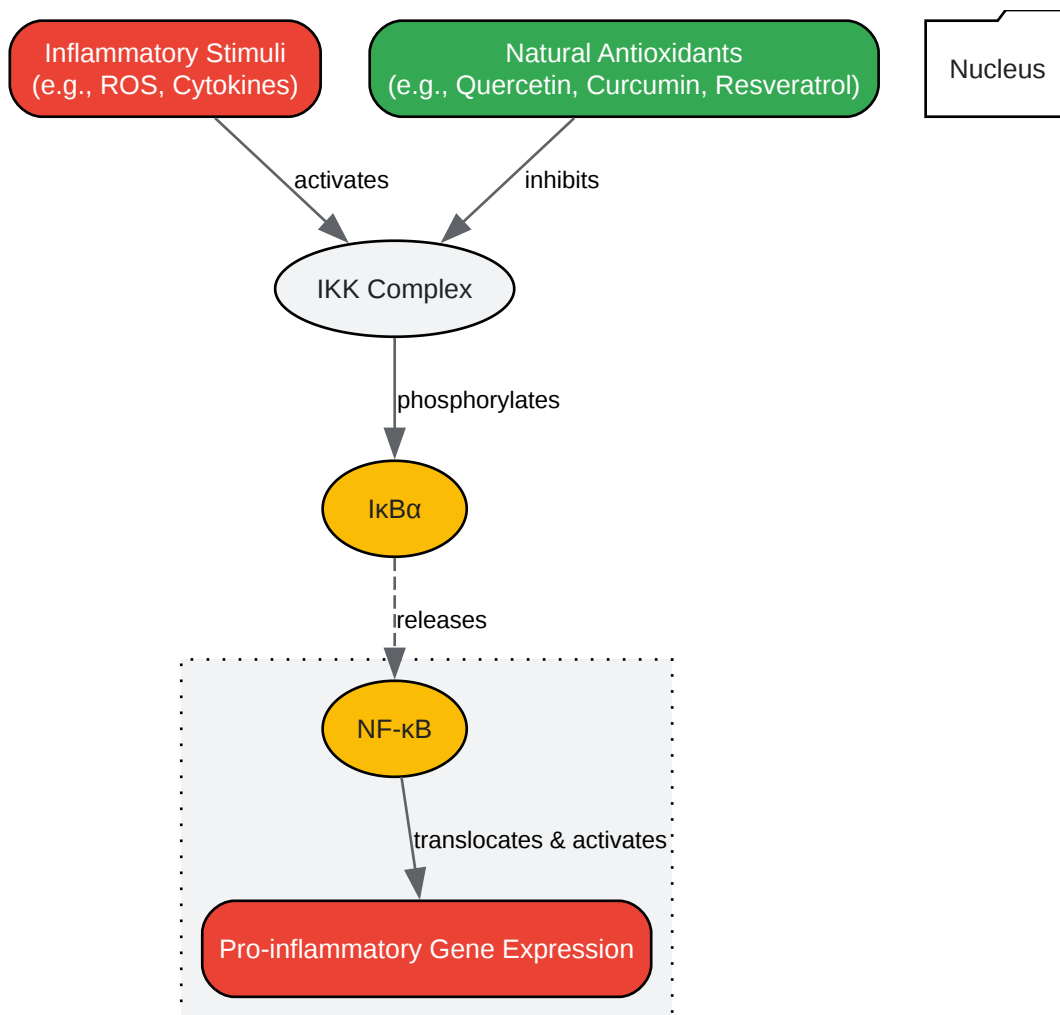 Inflammatory Stimuli
(e.g., ROS, Cytokines)
Natural Antioxidants
(e.g., Quercetin, Curcumin, Resveratrol)
Nucleus
activates
inhibits
IKK Complex
phosphorylates
IκBα
releases
NF-κB
translocates & activates
Pro-inflammatory Gene Expression